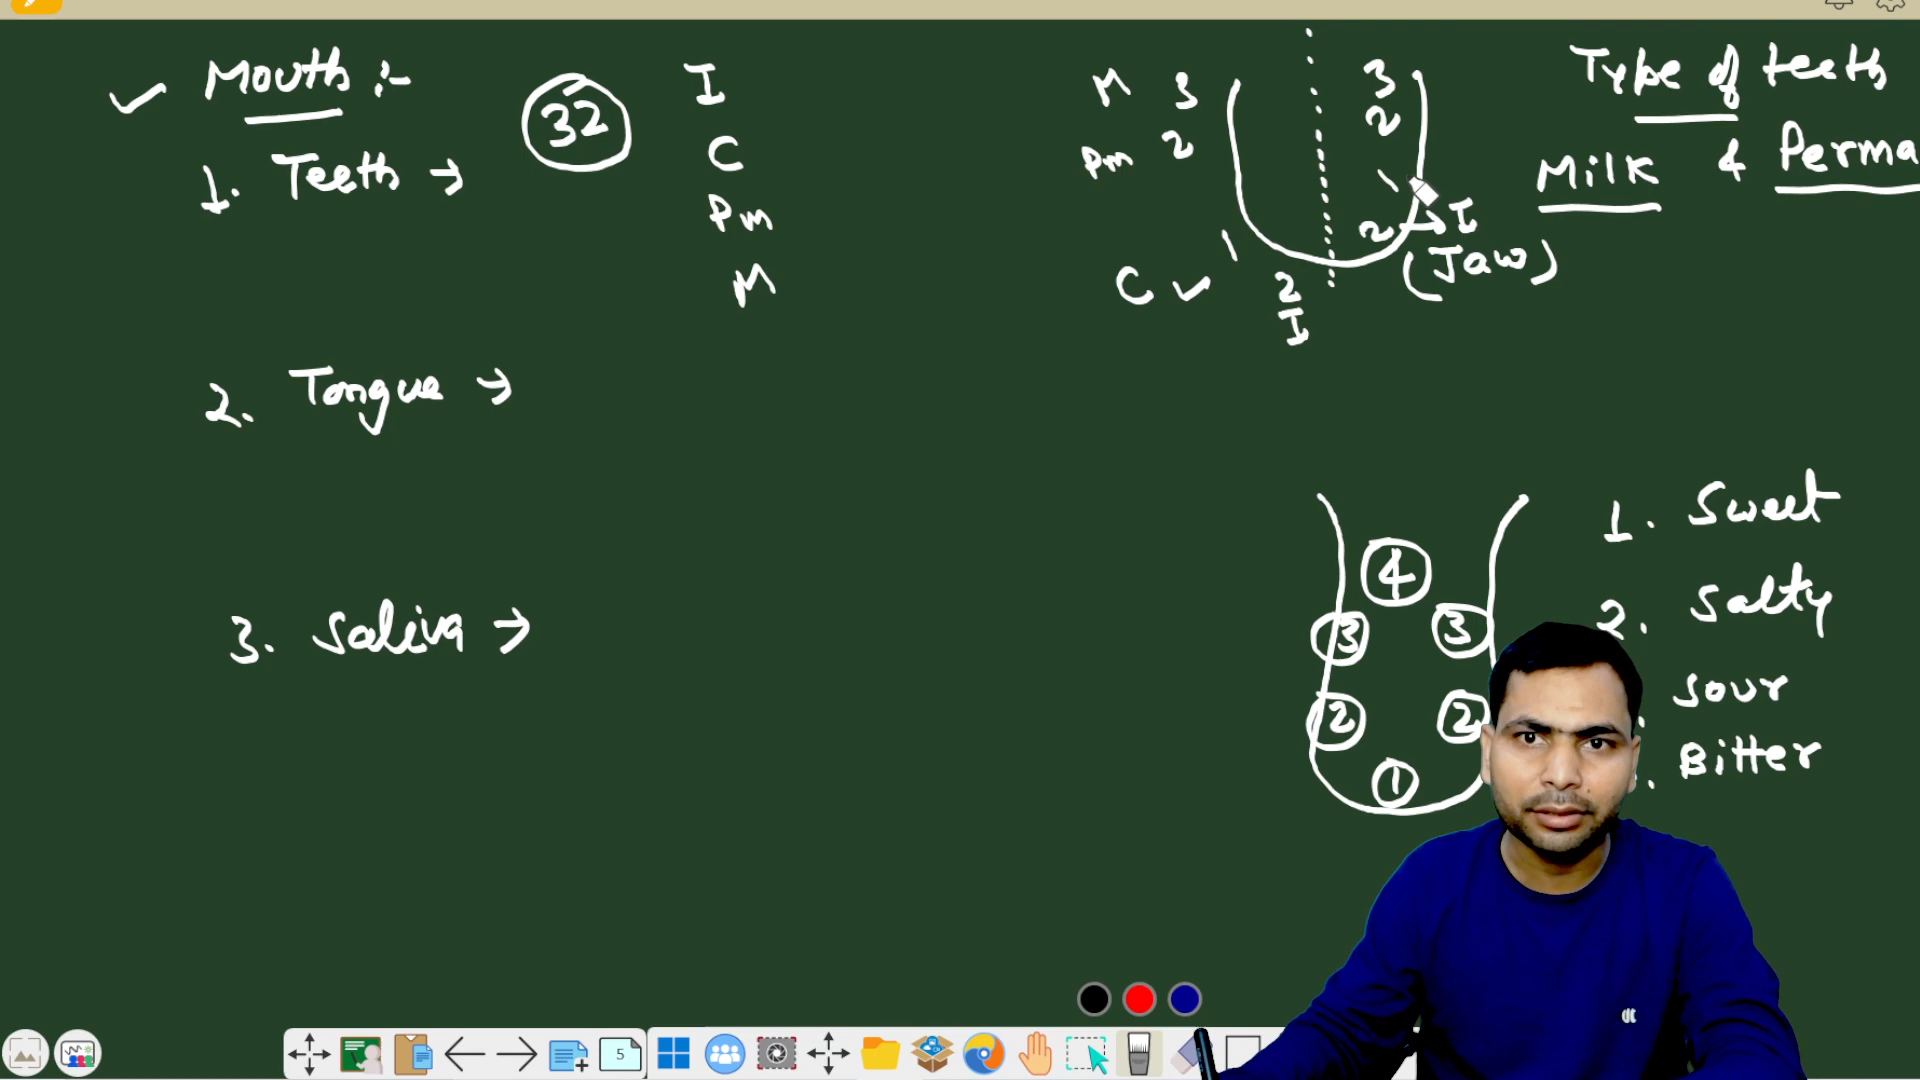 Mouth :-
1. Teeth →
32
I
C
Pm
M
M 3
Pm 2
1
C ✓
2
I
3
2
1
2 → I
(Jaw)
Type of teeth
Milk & Perma
2. Tongue →
4
3 3
2 2
1
1. Sweet
2. Salty
. Sour
. Bitter
3. Saliva →
5